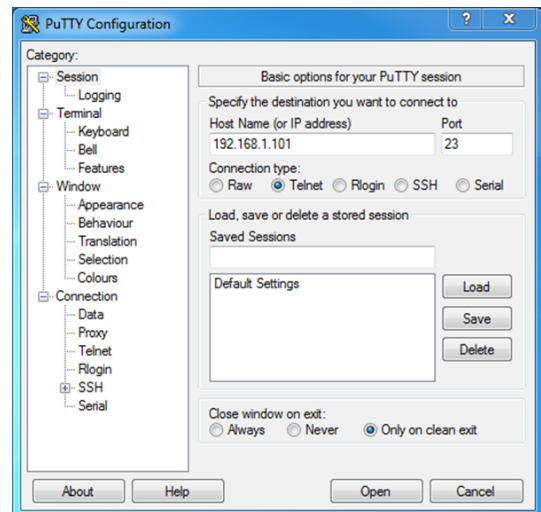 PuTTY Configuration
?
X
Category:
Session
Logging
Terminal
Keyboard
Bell
Features
Window
Appearance
Behaviour
Translation
Selection
Colours
Connection
Data
Proxy
Telnet
Rlogin
SSH
Serial
Basic options for your PuTTY session
Specify the destination you want to connect to
Host Name (or IP address) Port
192.168.1.101 23
Connection type:
Raw Telnet Rlogin SSH Serial
Load, save or delete a stored session
Saved Sessions
Default Settings
Load
Save
Delete
Close window on exit:
Always Never Only on clean exit
About Help Open Cancel